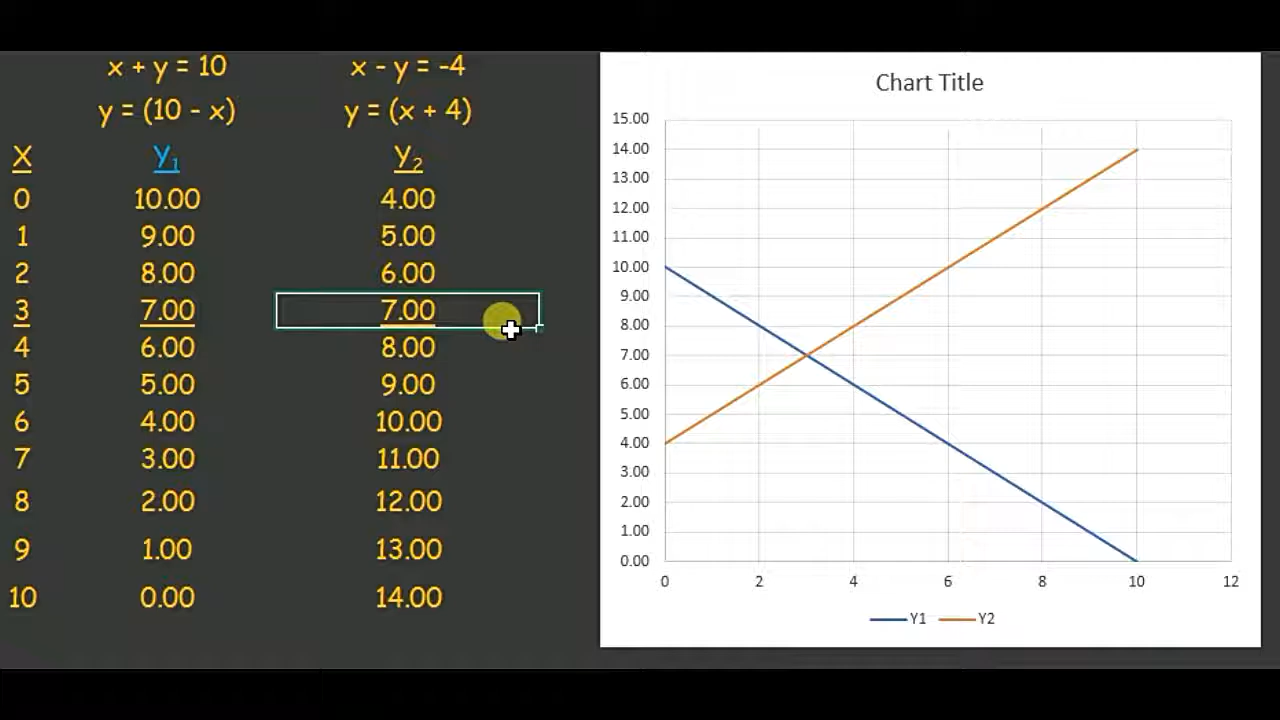 x + y = 10 x - y = -4
y = (10 - x) y = (x + 4)
X Y₁ Y₂
0 10.00 4.00
1 9.00 5.00
2 8.00 6.00
3 7.00 7.00
4 6.00 8.00
5 5.00 9.00
6 4.00 10.00
7 3.00 11.00
8 2.00 12.00
9 1.00 13.00
10 0.00 14.00
Chart Title
15.00
14.00
13.00
12.00
11.00
10.00
9.00
8.00
7.00
6.00
5.00
4.00
3.00
2.00
1.00
0.00
0 2 4 6 8 10 12
Y1 Y2